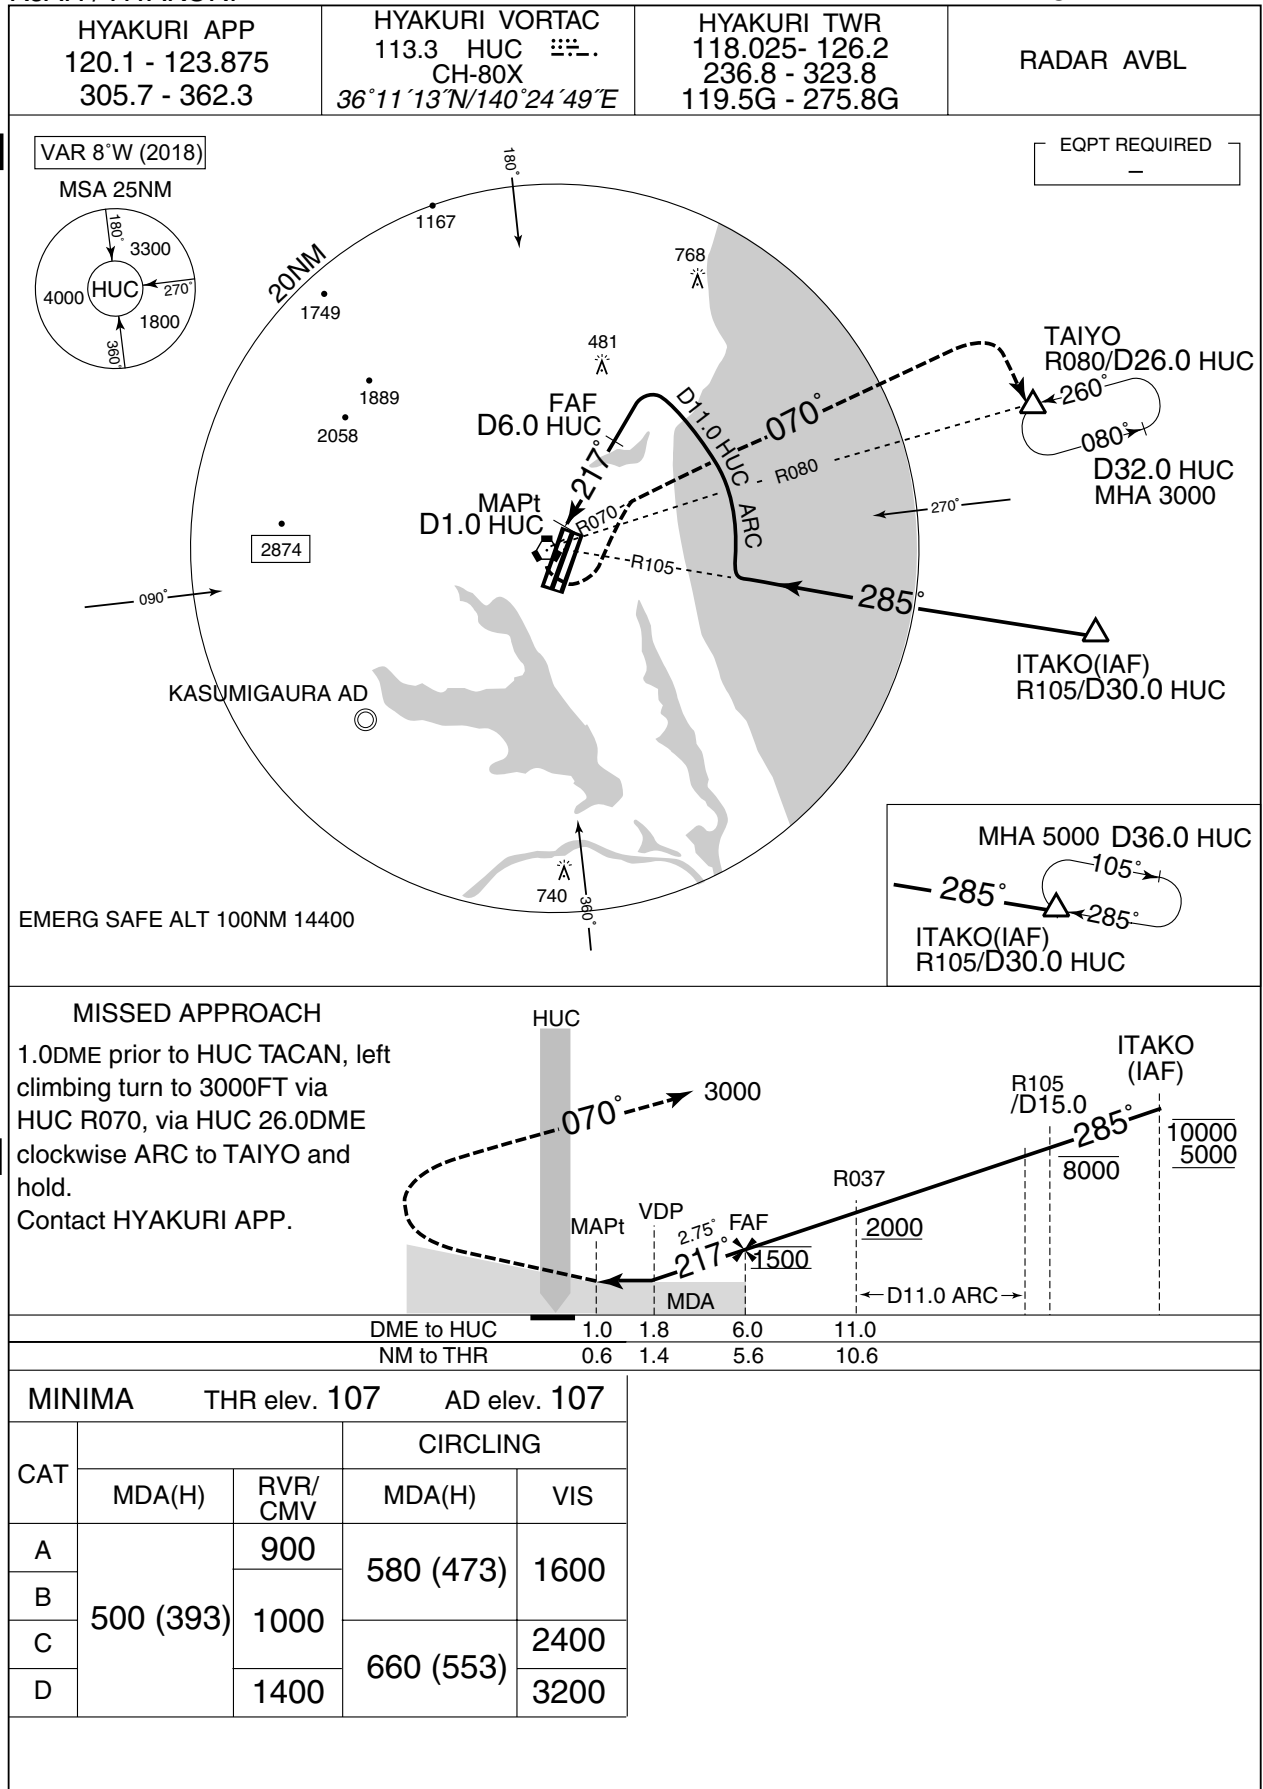 HYAKURI APP
120.1 - 123.875
305.7 - 362.3
HYAKURI VORTAC
113.3 HUC
CH-80X
36°11´13˝N/140°24´49˝E
HYAKURI TWR
118.025- 126.2
236.8 - 323.8
119.5G - 275.8G
RADAR AVBL
VAR 8°W (2018)
MSA 25NM
180°
3300
4000
HUC
270°
1800
360°
EQPT REQUIRED
–
180°
1167
20NM
768
1749
481
1889
2058
FAF
D6.0 HUC
217°
D11.0 HUC ARC
070°
TAIYO
R080/D26.0 HUC
260°
080°
D32.0 HUC
MHA 3000
R080
MAPt
D1.0 HUC
R070
270°
2874
R105
090°
285°
ITAKO(IAF)
R105/D30.0 HUC
KASUMIGAURA AD
740
360°
EMERG SAFE ALT 100NM 14400
MHA 5000 D36.0 HUC
105°
285°
285°
ITAKO(IAF)
R105/D30.0 HUC
MISSED APPROACH
1.0DME prior to HUC TACAN, left
climbing turn to 3000FT via
HUC R070, via HUC 26.0DME
clockwise ARC to TAIYO and
hold.
Contact HYAKURI APP.
HUC
070°
3000
ITAKO
(IAF)
R105
/D15.0
285°
10000
5000
8000
R037
2000
MAPt
VDP
2.75°
FAF
217°
1500
MDA
D11.0 ARC
DME to HUC 1.0 1.8 6.0 11.0
NM to THR 0.6 1.4 5.6 10.6
MINIMA THR elev. 107 AD elev. 107
CAT
CIRCLING
MDA(H) RVR/CMV MDA(H) VIS
A 900
580 (473) 1600
B
500 (393) 1000
C 2400
660 (553)
D 1400 3200